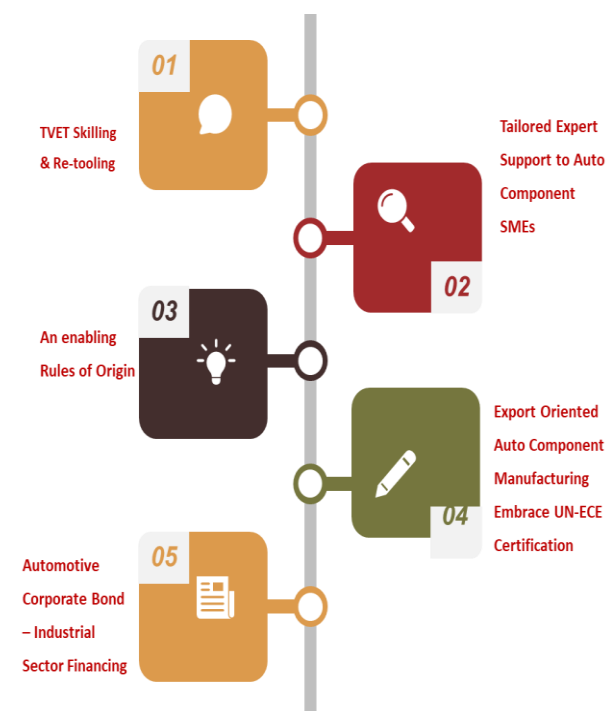 01
TVET Skilling
& Re-tooling
Tailored Expert
Support to Auto
Component
SMEs
02
03
An enabling
Rules of Origin
Export Oriented
Auto Component
Manufacturing
Embrace UN-ECE
Certification
04
05
Automotive
Corporate Bond
– Industrial
Sector Financing